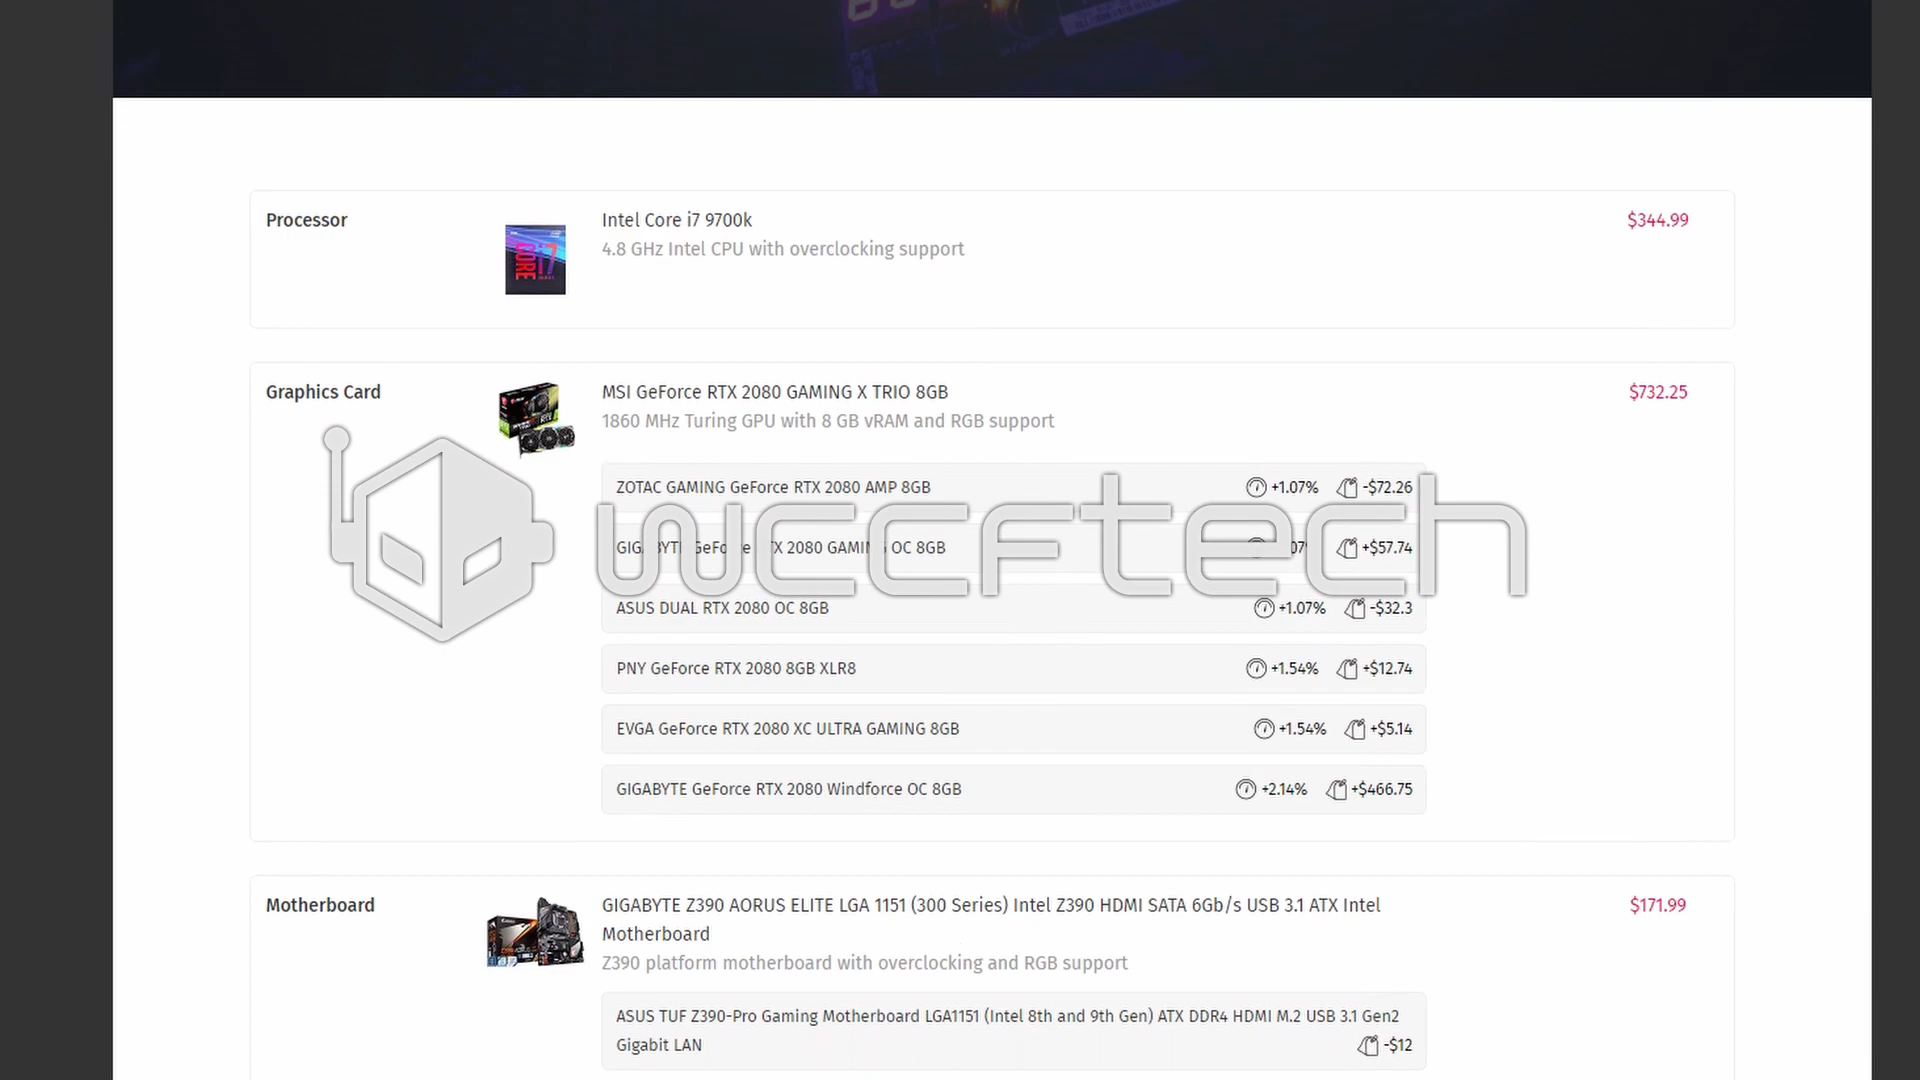 Processor
Intel Core i7 9700k
$344.99
4.8 GHz Intel CPU with overclocking support
CORE i7
Graphics Card
MSI GeForce RTX 2080 GAMING X TRIO 8GB
$732.25
1860 MHz Turing GPU with 8 GB vRAM and RGB support
ZOTAC GAMING GeForce RTX 2080 AMP 8GB +1.07% -$72.26
wccftech
2080 GAMING OC 8GB +$57.74
ASUS DUAL RTX 2080 OC 8GB +1.07% -$32.3
PNY GeForce RTX 2080 8GB XLR8 +1.54% +$12.74
EVGA GeForce RTX 2080 XC ULTRA GAMING 8GB +1.54% +$5.14
GIGABYTE GeForce RTX 2080 Windforce OC 8GB +2.14% +$466.75
Motherboard
GIGABYTE Z390 AORUS ELITE LGA 1151 (300 Series) Intel Z390 HDMI SATA 6Gb/s USB 3.1 ATX Intel
$171.99
Motherboard
Z390 platform motherboard with overclocking and RGB support
ASUS TUF Z390-Pro Gaming Motherboard LGA1151 (Intel 8th and 9th Gen) ATX DDR4 HDMI M.2 USB 3.1 Gen2
Gigabit LAN -$12